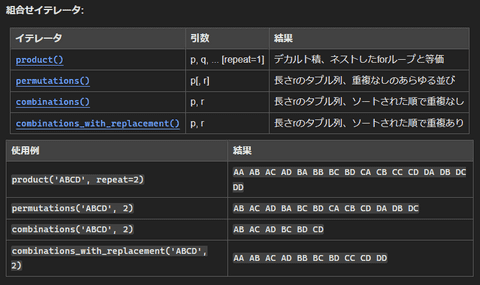 組合せイテレータ:
イテレータ 引数 結果
product() p, q, ... [repeat=1] デカルト積、ネストしたforループと等価
permutations() p[, r] 長さrのタプル列、重複なしのあらゆる並び
combinations() p, r 長さrのタプル列、ソートされた順で重複なし
combinations_with_replacement() p, r 長さrのタプル列、ソートされた順で重複あり
使用例 結果
product('ABCD', repeat=2) AA AB AC AD BA BB BC BD CA CB CC CD DA DB DC
DD
permutations('ABCD', 2) AB AC AD BA BC BD CA CB CD DA DB DC
combinations('ABCD', 2) AB AC AD BC BD CD
combinations_with_replacement('ABCD',
2) AA AB AC AD BB BC BD CC CD DD